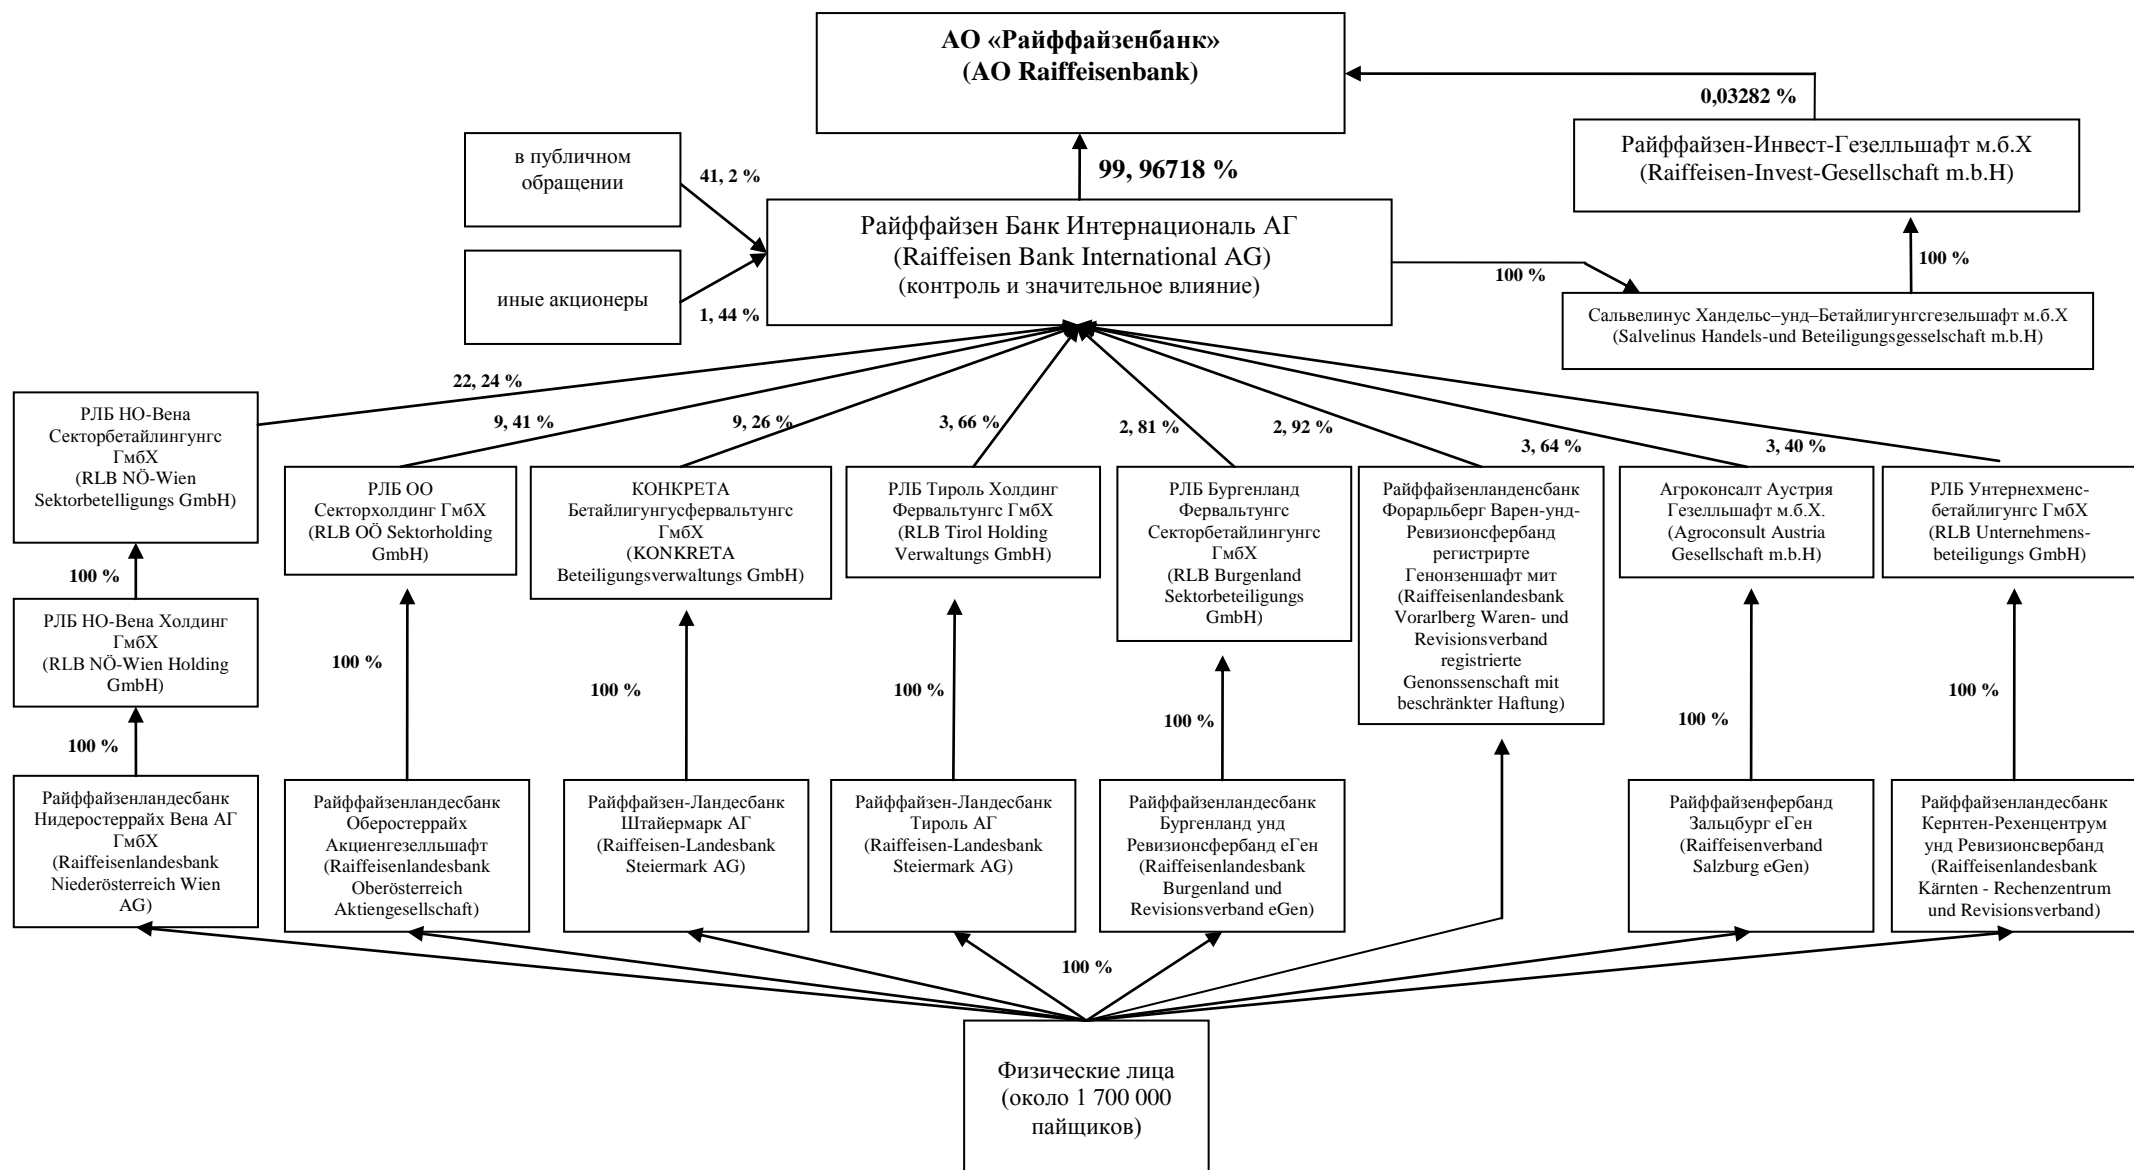 АО «Райффайзенбанк»
(AO Raiffeisenbank)
0,03282 %
в публичном
обращении
41, 2 %
99, 96718 %
Райффайзен-Инвест-Гезелльшафт м.б.Х
(Raiffeisen-Invest-Gesellschaft m.b.H)
Райффайзен Банк Интернациональ АГ
(Raiffeisen Bank International AG)
(контроль и значительное влияние)
иные акционеры
1, 44 %
100 %
100 %
Сальвелинус Хандельс–унд–Бетайлигунгсгезельшафт м.б.Х
(Salvelinus Handels-und Beteiligungsgesselschaft m.b.H)
22, 24 %
9, 41 %
9, 26 %
3, 66 %
2, 81 %
2, 92 %
3, 64 %
3, 40 %
РЛБ НО-Вена
Секторбетайлингунгс
ГмбХ
(RLB NÖ-Wien
Sektorbetelligungs GmbH)
РЛБ ОО
Секторхолдинг ГмбХ
(RLB OÖ Sektorholding
GmbH)
КОНКРЕТА
Бетайлигунгусфервальтунгс
ГмбХ
(KONKRETA
Beteiligungsverwaltungs GmbH)
РЛБ Тироль Холдинг
Фервальтунгс ГмбХ
(RLB Tirol Holding
Verwaltungs GmbH)
РЛБ Бургенланд
Фервальтунгс
Секторбетайлингунгс
ГмбХ
(RLB Burgenland
Sektorbeteiligungs
GmbH)
Райффайзенланденсбанк
Форарльберг Варен-унд-
Ревизионсфербанд
регистрирте
Генонзеншафт мит
(Raiffeisenlandesbank
Vorarlberg Waren- und
Revisionsverband
registrierte
Genonssenschaft mit
beschränkter Haftung)
Агроконсалт Аустрия
Гезелльшафт м.б.Х.
(Agroconsult Austria
Gesellschaft m.b.H)
РЛБ Унтернехменс-
бетайлигунгс ГмбХ
(RLB Unternehmens-
beteiligungs GmbH)
100 %
РЛБ НО-Вена Холдинг
ГмбХ
(RLB NÖ-Wien Holding
GmbH)
100 %
100 %
100 %
100 %
100 %
100 %
100 %
Райффайзенландесбанк
Нидеростеррайх Вена АГ
ГмбХ
(Raiffeisenlandesbank
Niederösterreich Wien
AG)
Райффайзенландесбанк
Оберостеррайх
Акциенгезелльшафт
(Raiffeisenlandesbank
Oberösterreich
Aktiengesellschaft)
Райффайзен-Ландесбанк
Штайермарк АГ
(Raiffeisen-Landesbank
Steiermark AG)
Райффайзен-Ландесбанк
Тироль АГ
(Raiffeisen-Landesbank
Steiermark AG)
Райффайзенландесбанк
Бургенланд унд
Ревизионсфербанд еГен
(Raiffeisenlandesbank
Burgenland und
Revisionsverband eGen)
Райффайзенфербанд
Зальцбург еГен
(Raiffeisenverband
Salzburg eGen)
Райффайзенландесбанк
Кернтен-Рехенцентрум
унд Ревизионсвербанд
(Raiffeisenlandesbank
Kärnten - Rechenzentrum
und Revisionsverband)
100 %
Физические лица
(около 1 700 000
пайщиков)